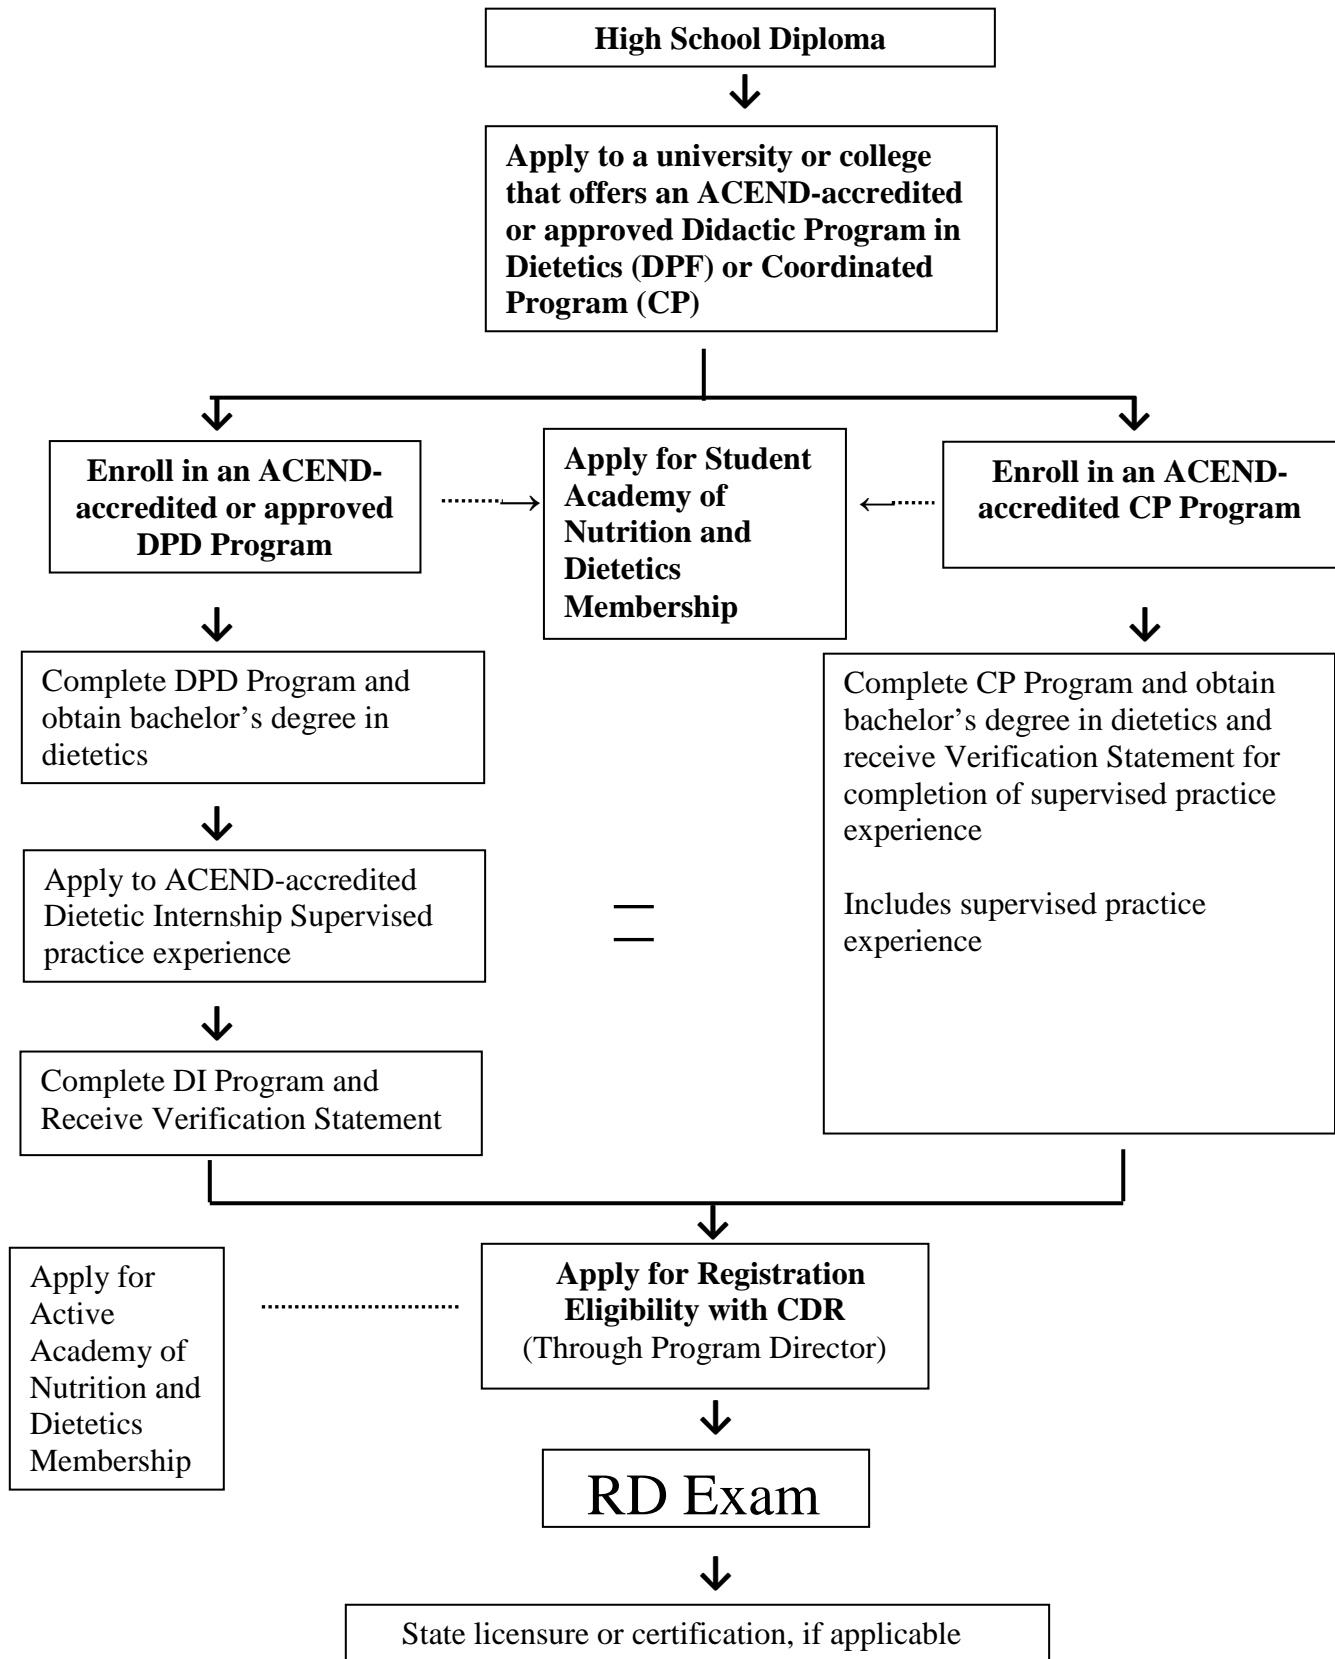 High School Diploma
Apply to a university or college
that offers an ACEND-accredited
or approved Didactic Program in
Dietetics (DPF) or Coordinated
Program (CP)
Enroll in an ACEND-
accredited or approved
DPD Program
Apply for Student
Academy of
Nutrition and
Dietetics
Membership
Enroll in an ACEND-
accredited CP Program
Complete DPD Program and
obtain bachelor’s degree in
dietetics
Apply to ACEND-accredited
Dietetic Internship Supervised
practice experience
Complete DI Program and
Receive Verification Statement
Complete CP Program and obtain
bachelor’s degree in dietetics and
receive Verification Statement for
completion of supervised practice
experience
Includes supervised practice
experience
Apply for
Active
Academy of
Nutrition and
Dietetics
Membership
Apply for Registration
Eligibility with CDR
(Through Program Director)
RD Exam
State licensure or certification, if applicable